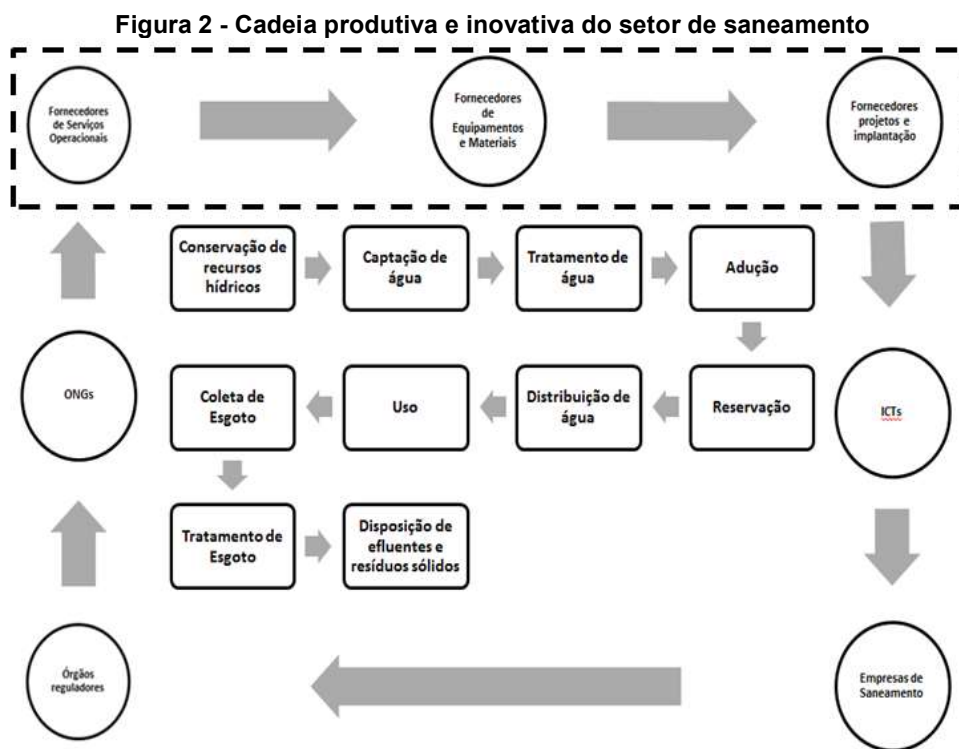 Figura 2 - Cadeia produtiva e inovativa do setor de saneamento
Fornecedores
de Serviços
Operacionais
Fornecedores
de
Equipamentos
e Materiais
Fornecedores
projetos e
implantação
Conservação de
recursos
hídricos
Captação de
água
Tratamento de
água
Adução
ONGs
Coleta de
Esgoto
Uso
Distribuição de
água
Reservação
ICTs
Tratamento de
Esgoto
Disposição de
efluentes e
resíduos sólidos
Órgãos
reguladores
Empresas de
Saneamento